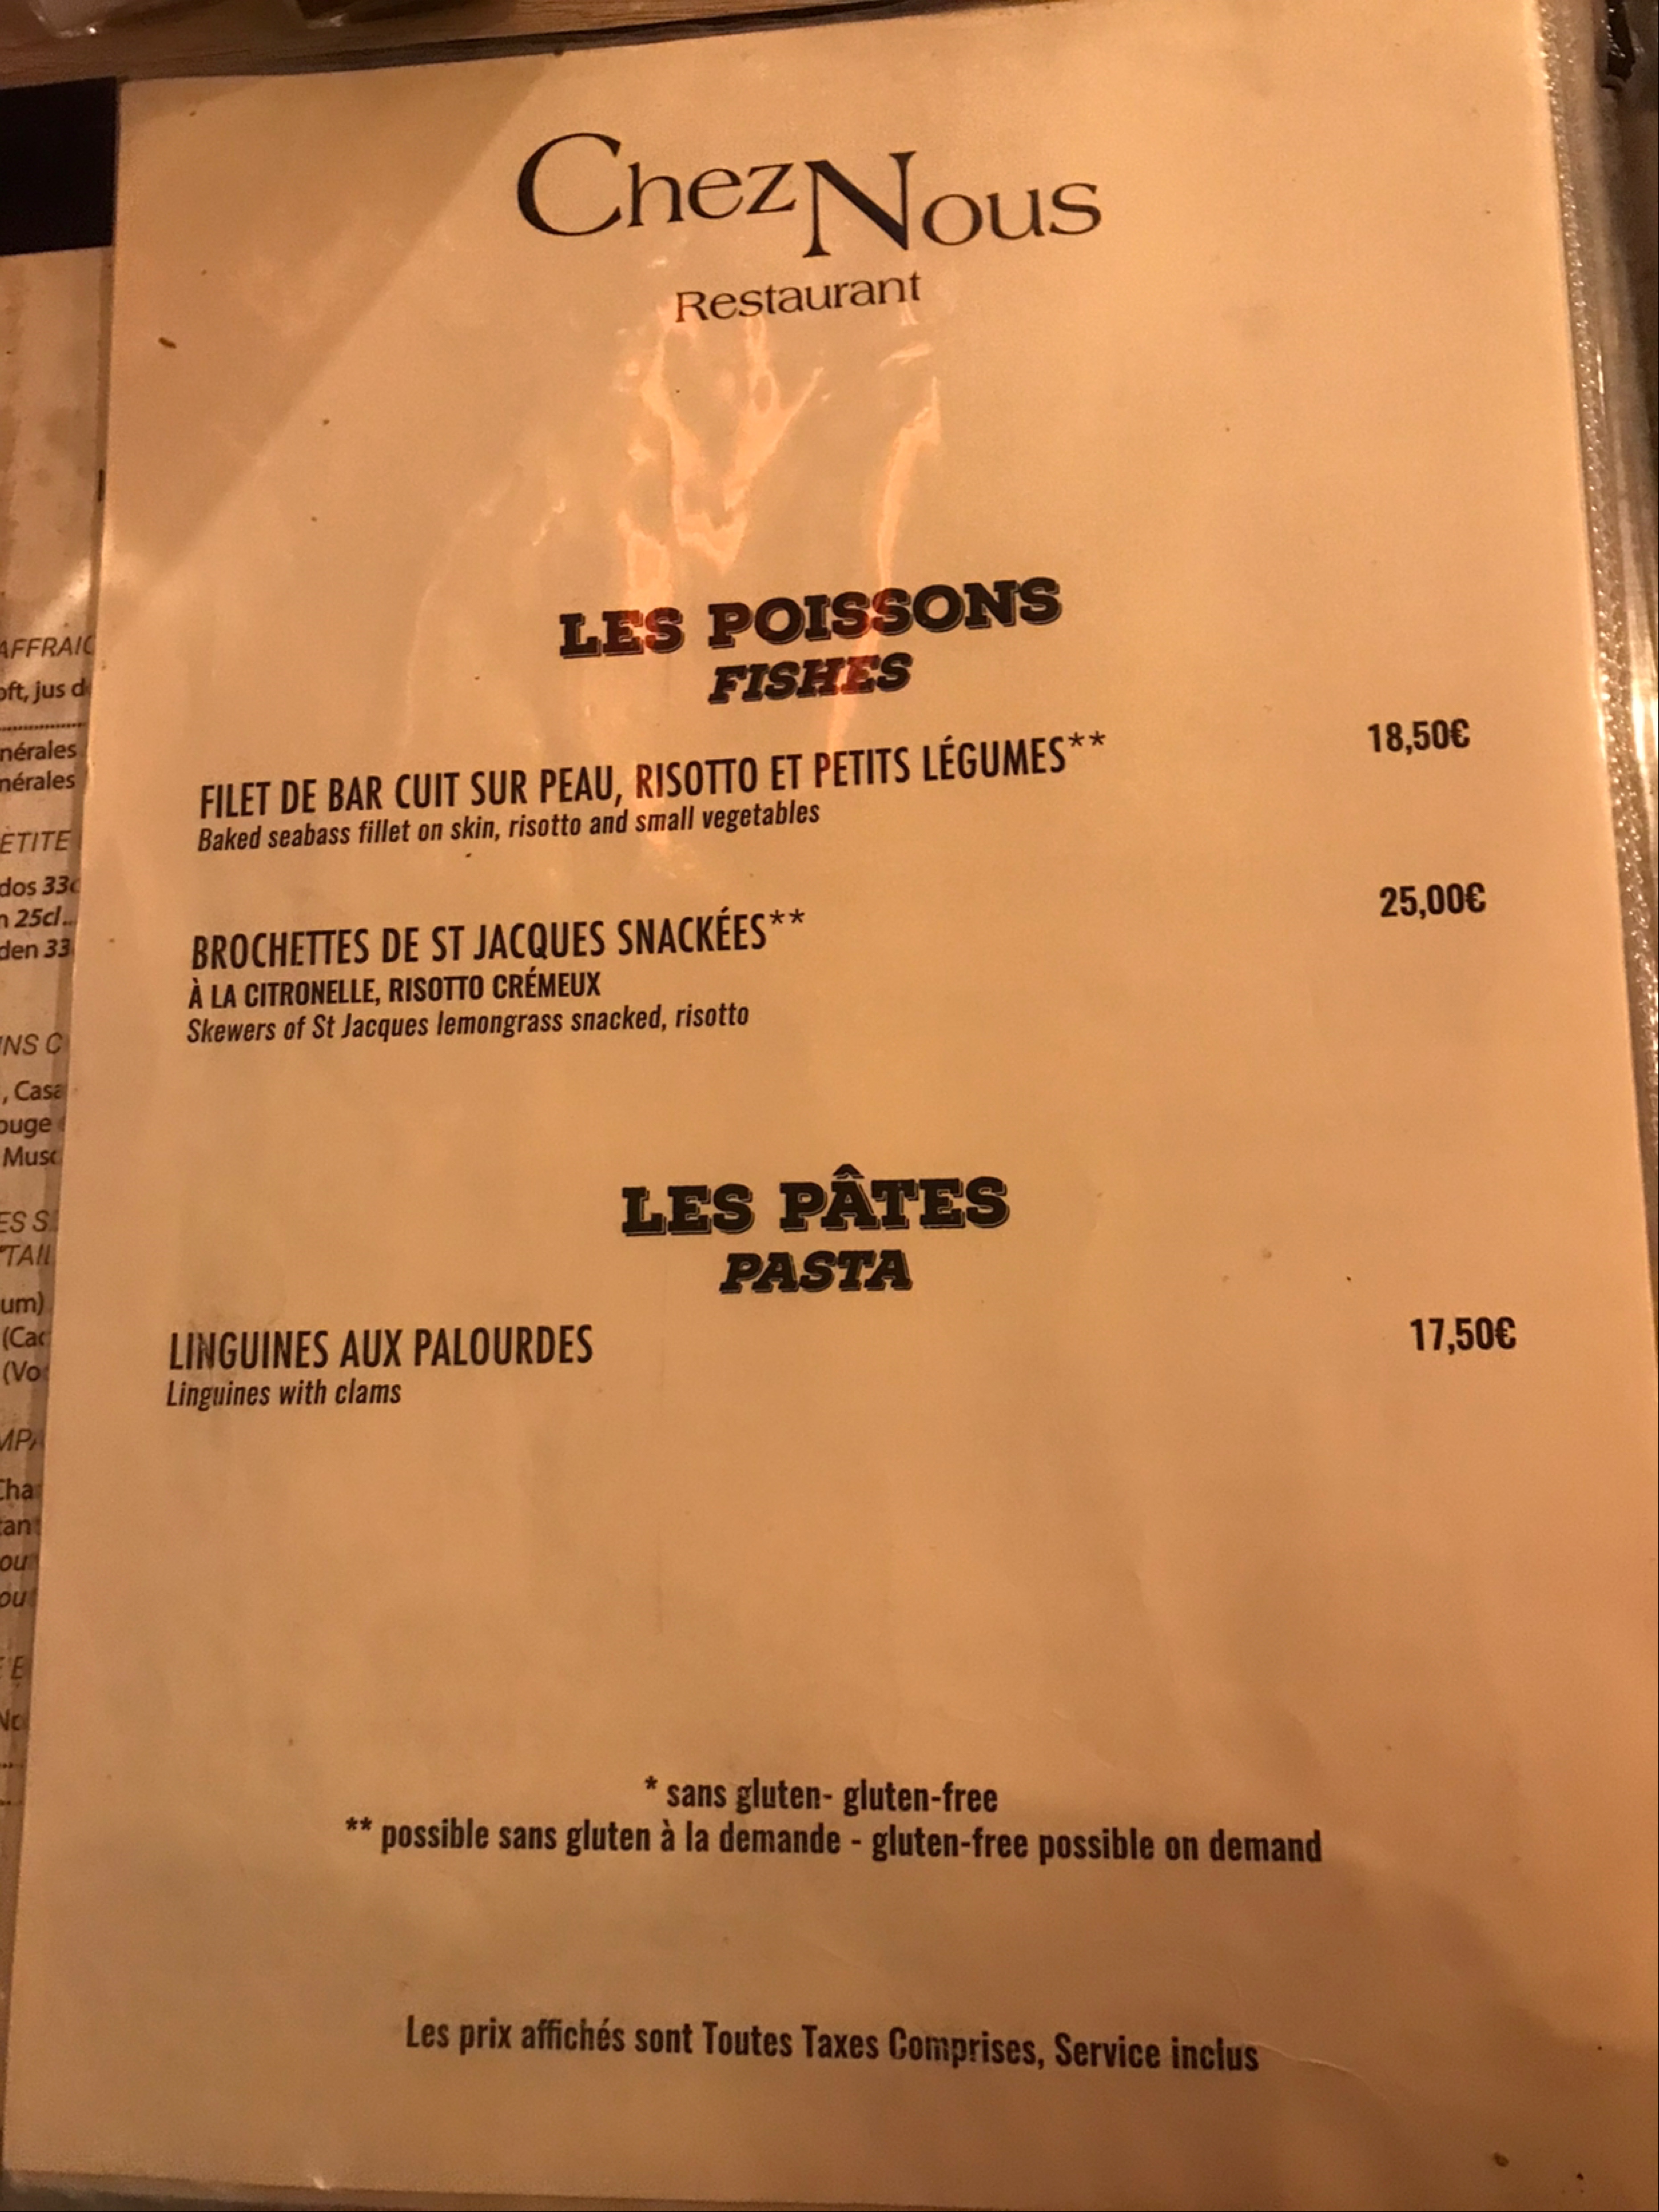 Chez Nous
Restaurant
LES POISSONS
FISHES
FILET DE BAR CUIT SUR PEAU, RISOTTO ET PETITS LÉGUMES** 18,50€
Baked seabass fillet on skin, risotto and small vegetables
BROCHETTES DE ST JACQUES SNACKÉES** 25,00€
À LA CITRONELLE, RISOTTO CRÉMEUX
Skewers of St Jacques lemongrass snacked, risotto
LES PÂTES
PASTA
LINGUINES AUX PALOURDES 17,50€
Linguines with clams
* sans gluten- gluten-free
** possible sans gluten à la demande - gluten-free possible on demand
Les prix affichés sont Toutes Taxes Comprises, Service inclus